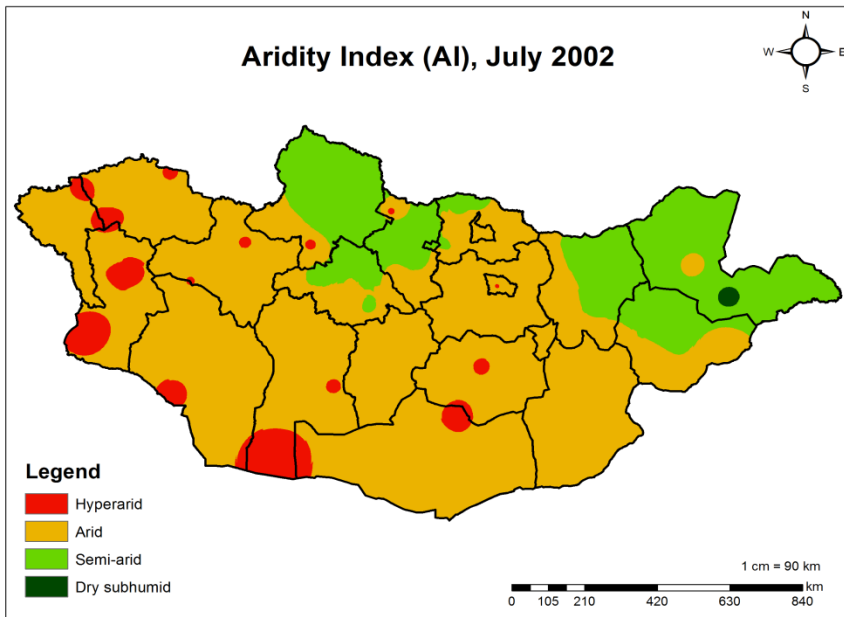 Aridity Index (AI), July 2002
N
W E
S
Legend
Hyperarid
Arid
Semi-arid
Dry subhumid
1 cm = 90 km
km
0 105 210 420 630 840